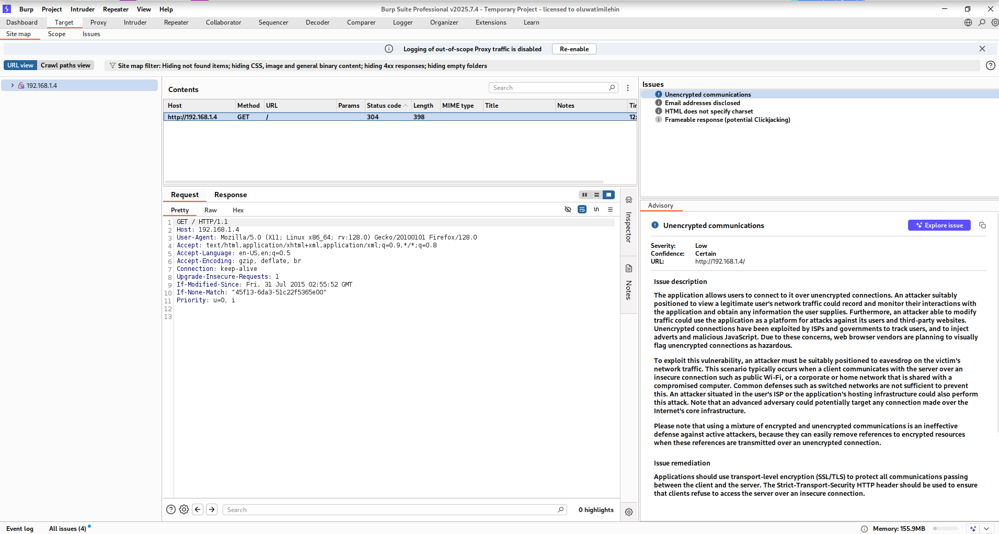 Burp Project Intruder Repeater View Help Burp Suite Professional v2025.7.4 - Temporary Project - licensed to oluwatimilehin
Dashboard Target Proxy Intruder Repeater Collaborator Sequencer Decoder Comparer Logger Organizer Extensions Learn
Site map Scope Issues
Logging of out-of-scope Proxy traffic is disabled Re-enable
URL view Crawl paths view Site map filter: Hiding not found items; hiding CSS, image and general binary content; hiding 4xx responses; hiding empty folders
192.168.1.4
Contents
Search
Host Method URL Params Status code Length MIME type Title Notes
http://192.168.1.4 GET / 304 398 12:
Request Response
Pretty Raw Hex
\n
1 GET / HTTP/1.1
2 Host: 192.168.1.4
3 User-Agent: Mozilla/5.0 (X11; Linux x86_64; rv:128.0) Gecko/20100101 Firefox/128.0
4 Accept: text/html,application/xhtml+xml,application/xml;q=0.9,*/*;q=0.8
5 Accept-Language: en-US,en;q=0.5
6 Accept-Encoding: gzip, deflate, br
7 Connection: keep-alive
8 Upgrade-Insecure-Requests: 1
9 If-Modified-Since: Fri, 31 Jul 2015 02:55:52 GMT
10 If-None-Match: "45f13-6da3-51c22f5365e00"
11 Priority: u=0, i
12
13
Search
0 highlights
Inspector
Notes
Issues
Unencrypted communications
Email addresses disclosed
HTML does not specify charset
Frameable response (potential Clickjacking)
Advisory
Unencrypted communications Explore issue
Severity: Low
Confidence: Certain
URL: http://192.168.1.4/
Issue description
The application allows users to connect to it over unencrypted connections. An attacker suitably
positioned to view a legitimate user's network traffic could record and monitor their interactions with
the application and obtain any information the user supplies. Furthermore, an attacker able to modify
traffic could use the application as a platform for attacks against its users and third-party websites.
Unencrypted connections have been exploited by ISPs and governments to track users, and to inject
adverts and malicious JavaScript. Due to these concerns, web browser vendors are planning to visually
flag unencrypted connections as hazardous.
To exploit this vulnerability, an attacker must be suitably positioned to eavesdrop on the victim's
network traffic. This scenario typically occurs when a client communicates with the server over an
insecure connection such as public Wi-Fi, or a corporate or home network that is shared with a
compromised computer. Common defenses such as switched networks are not sufficient to prevent
this. An attacker situated in the user's ISP or the application's hosting infrastructure could also perform
this attack. Note that an advanced adversary could potentially target any connection made over the
Internet's core infrastructure.
Please note that using a mixture of encrypted and unencrypted communications is an ineffective
defense against active attackers, because they can easily remove references to encrypted resources
when these references are transmitted over an unencrypted connection.
Issue remediation
Applications should use transport-level encryption (SSL/TLS) to protect all communications passing
between the client and the server. The Strict-Transport-Security HTTP header should be used to ensure
that clients refuse to access the server over an insecure connection.
Event log All issues (4) Memory: 155.9MB